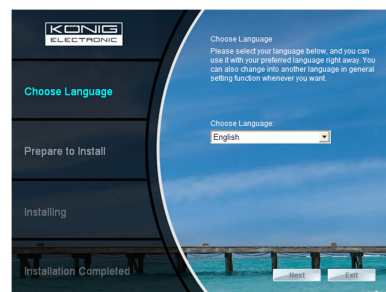 KÖNIG
ELECTRONIC
Choose Language
Prepare to Install
Installing
Installation Completed
Choose Language
Please select your language below, and you can
use it with your preferred language right away. You
can also change into another language in general
setting function whenever you want.
Choose Language:
English
Next
Exit